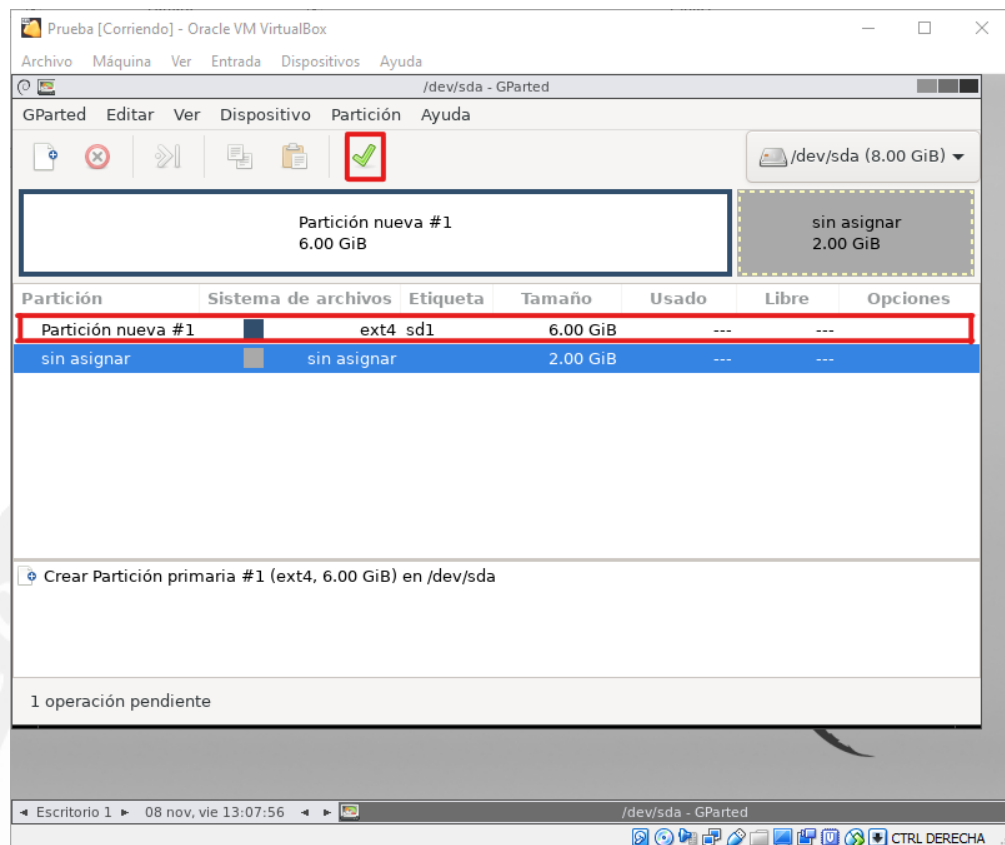 Prueba [Corriendo] - Oracle VM VirtualBox
Archivo Máquina Ver Entrada Dispositivos Ayuda
/dev/sda - GParted
GParted Editar Ver Dispositivo Partición Ayuda
/dev/sda (8.00 GiB)
Partición nueva #1
6.00 GiB
sin asignar
2.00 GiB
Partición Sistema de archivos Etiqueta Tamaño Usado Libre Opciones
Partición nueva #1 ext4 sd1 6.00 GiB --- ---
sin asignar sin asignar 2.00 GiB --- ---
Crear Partición primaria #1 (ext4, 6.00 GiB) en /dev/sda
1 operación pendiente
Escritorio 1 08 nov, vie 13:07:56 /dev/sda - GParted
CTRL DERECHA